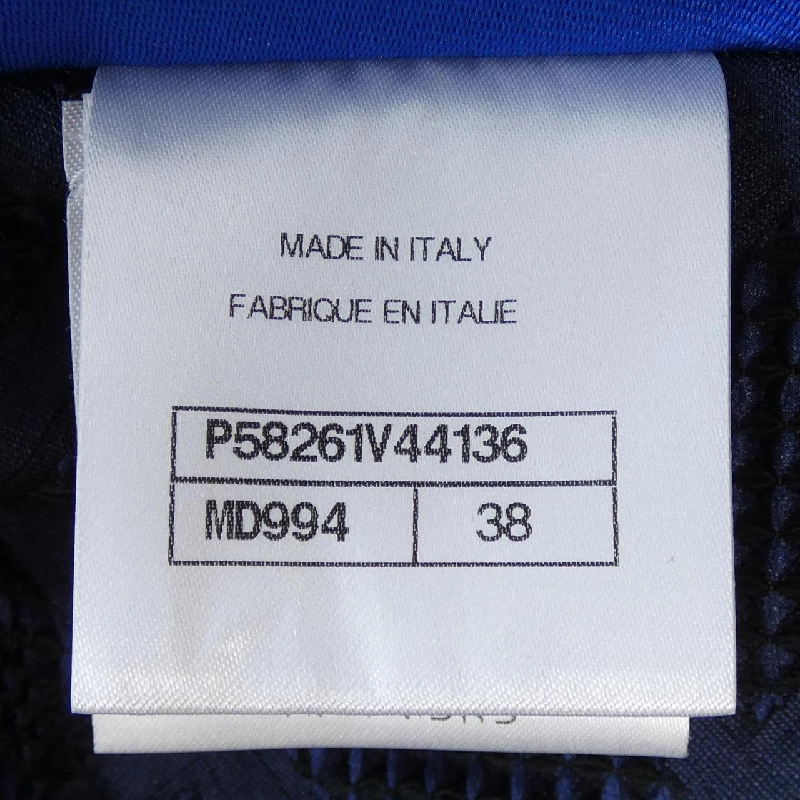 MADE IN ITALY
FABRIQUE EN ITALIE
P58261V44136
MD994 38